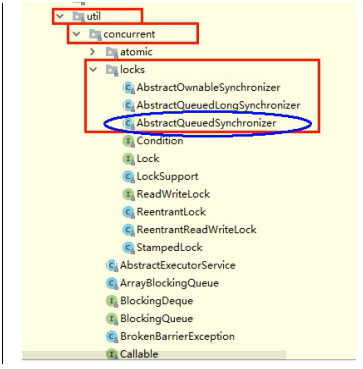 util
concurrent
atomic
locks
AbstractOwnableSynchronizer
AbstractQueuedLongSynchronizer
AbstractQueuedSynchronizer
Condition
Lock
LockSupport
ReadWriteLock
ReentrantLock
ReentrantReadWriteLock
StampedLock
AbstractExecutorService
ArrayBlockingQueue
BlockingDeque
BlockingQueue
BrokenBarrierException
Callable